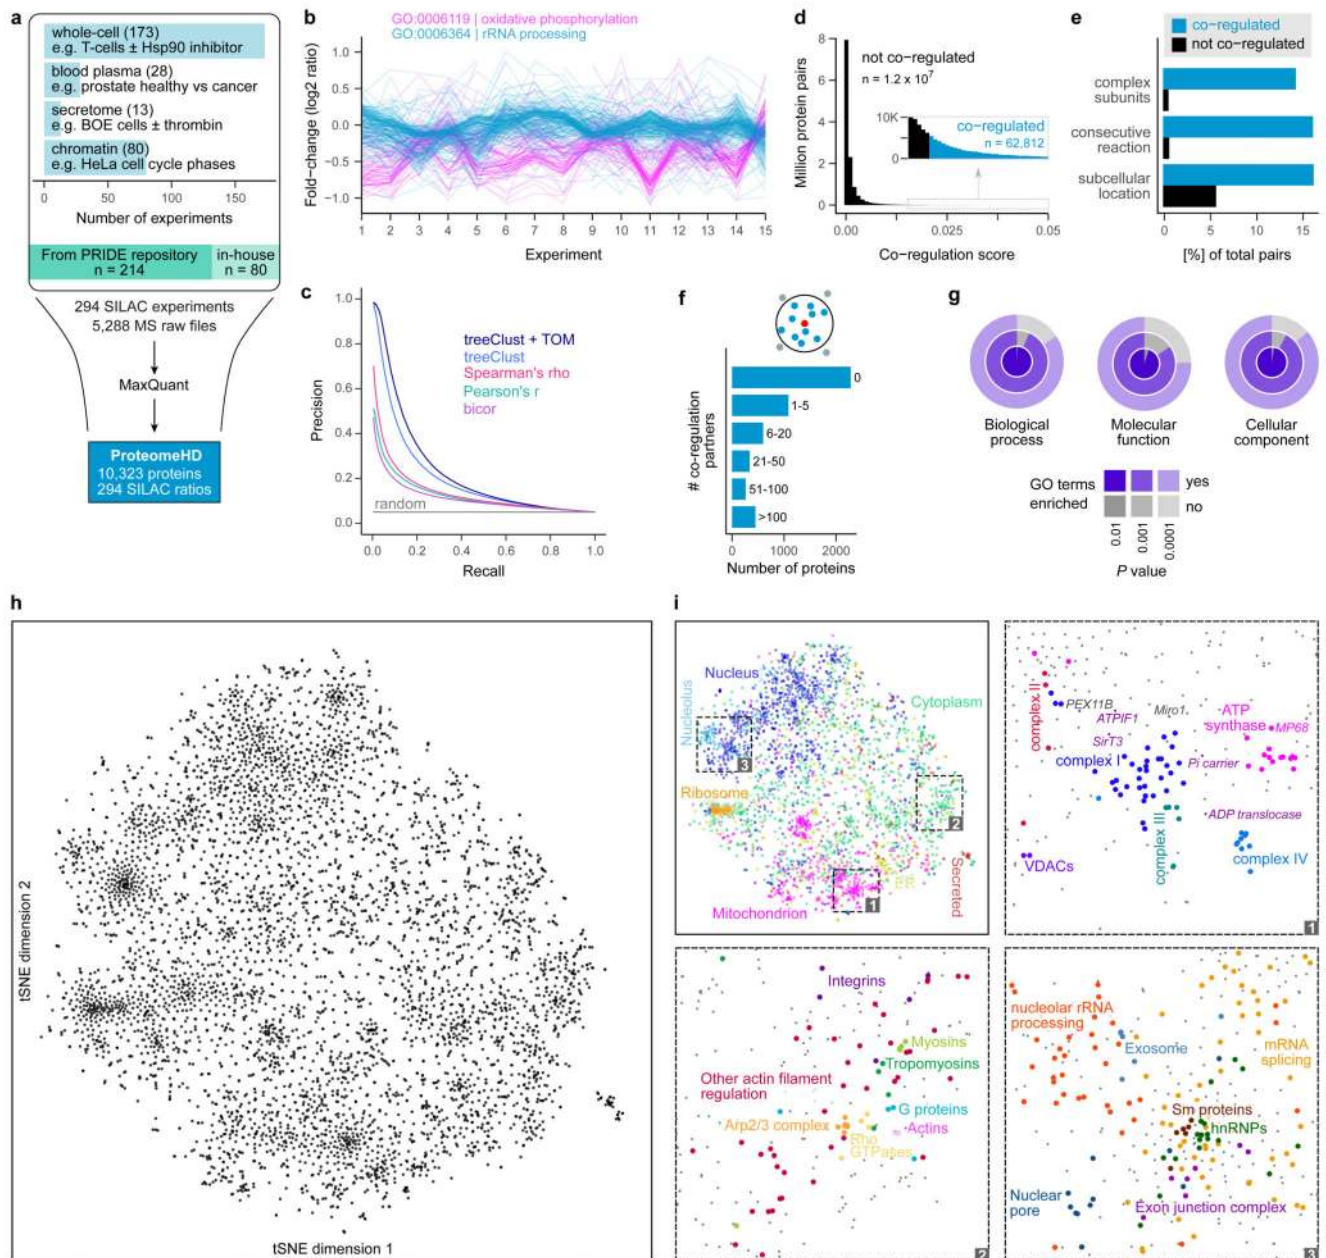 a
whole-cell (173)
e.g. T-cells ± Hsp90 inhibitor
blood plasma (28)
e.g. prostate healthy vs cancer
secretome (13)
e.g. BOE cells ± thrombin
chromatin (80)
e.g. HeLa cell cycle phases
0 50 100 150
Number of experiments
From PRIDE repository
n = 214
in-house
n = 80
294 SILAC experiments
5,288 MS raw files
MaxQuant
ProteomeHD
10,323 proteins
294 SILAC ratios
b
GO:0006119 | oxidative phosphorylation
GO:0006364 | rRNA processing
Fold−change (log2 ratio)
1.0
0.5
0.0
−0.5
−1.0
1 2 3 4 5 6 7 8 9 10 11 12 13 14 15
Experiment
c
Precision
1.0
0.8
0.6
0.4
0.2
0.0
treeClust + TOM
treeClust
Spearman's rho
Pearson's r
bicor
random
0.0 0.2 0.4 0.6 0.8 1.0
Recall
d
Million protein pairs
8
6
4
2
0
not co−regulated
n = 1.2 x 10⁷
10K
0
co−regulated
n = 62,812
0.00 0.05
Co−regulation score
e
co−regulated
not co−regulated
complex
subunits
consecutive
reaction
subcellular
location
0 5 10 15
[%] of total pairs
f
# co−regulation
partners
0
1-5
6-20
21-50
51-100
>100
0 1000 2000
Number of proteins
g
Biological
process
Molecular
function
Cellular
component
GO terms
enriched
yes
no
0.01
0.001
0.0001
P value
h
tSNE dimension 2
tSNE dimension 1
i
Nucleus
Nucleolus
Cytoplasm
3
Ribosome
2
ER
Secreted
Mitochondrion
1
complex II
PEX11B
ATPIF1
Miro1
ATP
synthase
MP68
SirT3
complex I
Pi carrier
ADP translocase
complex III
VDACs
complex IV
1
Integrins
Myosins
Tropomyosins
Other actin filament
regulation
G proteins
Arp2/3 complex
Actins
Rho
GTPases
2
nucleolar rRNA
processing
Exosome
mRNA
splicing
Sm proteins
hnRNPs
Nuclear
pore
Exon junction complex
3